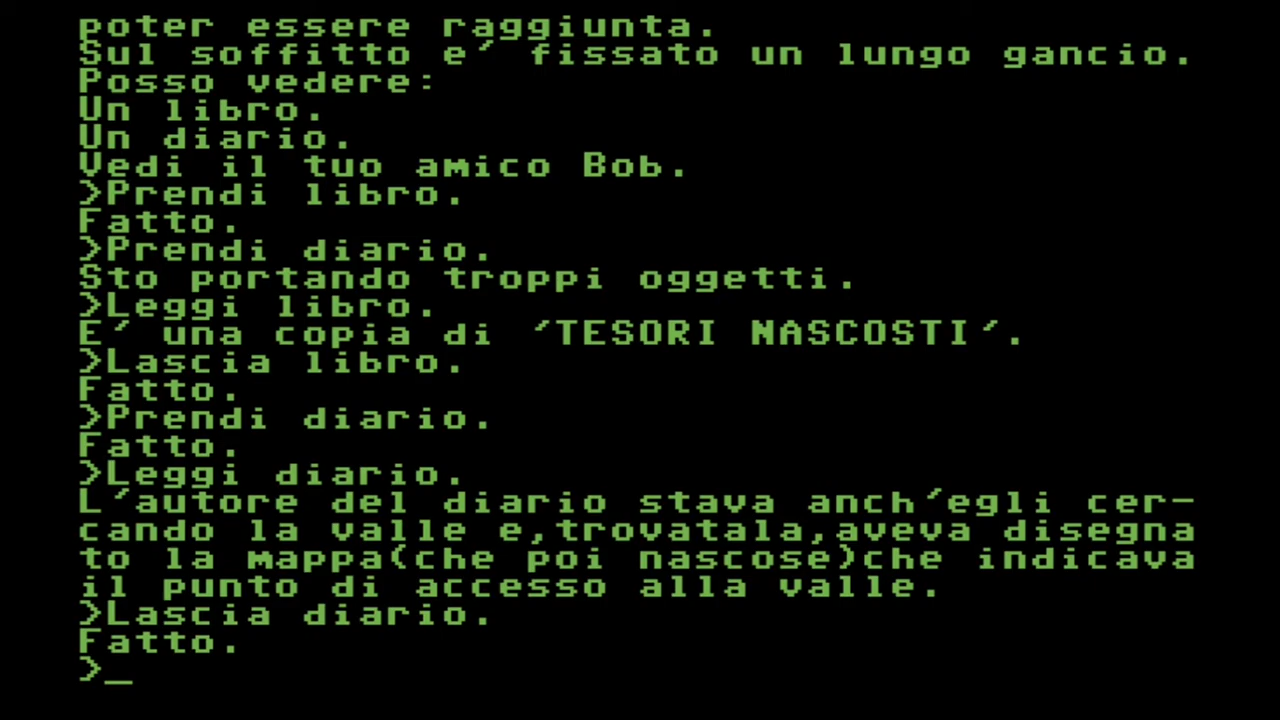 poter essere raggiunta.
Sul soffitto e' fissato un lungo gancio.
Posso vedere:
Un libro.
Un diario.
Vedi il tuo amico Bob.
>Prendi libro.
Fatto.
>Prendi diario.
Sto portando troppi oggetti.
>Leggi libro.
E' una copia di 'TESORI NASCOSTI'.
>Lascia libro.
Fatto.
>Prendi diario.
Fatto.
>Leggi diario.
L'autore del diario stava anch'egli cer-
cando la valle e,trovatala,aveva disegna
to la mappa(che poi nascose)che indicava
il punto di accesso alla valle.
>Lascia diario.
Fatto.
>_